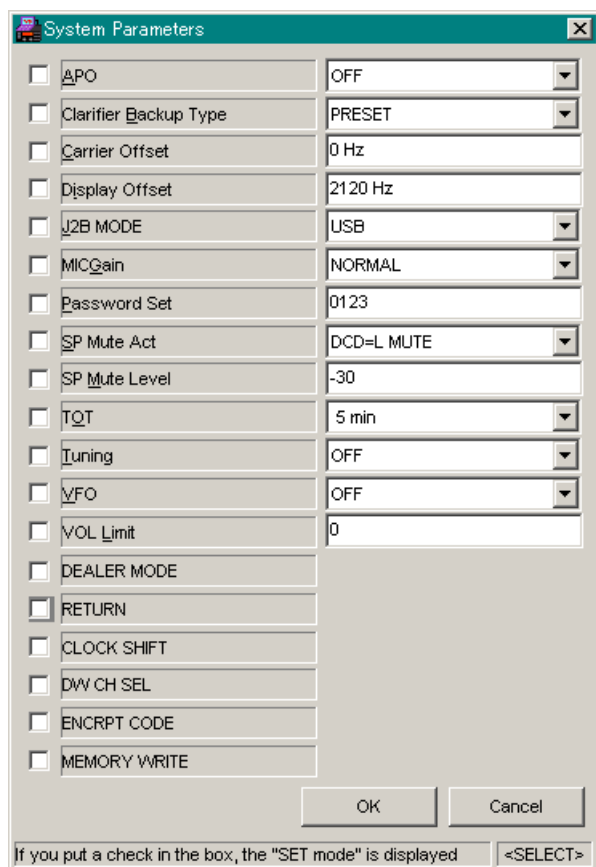 System Parameters
APO OFF
Clarifier Backup Type PRESET
Carrier Offset 0 Hz
Display Offset 2120 Hz
J2B MODE USB
MICGain NORMAL
Password Set 0123
SP Mute Act DCD=L MUTE
SP Mute Level -30
TOT 5 min
Tuning OFF
VFO OFF
VOL Limit 0
DEALER MODE
RETURN
CLOCK SHIFT
DW CH SEL
ENCRPT CODE
MEMORY WRITE
OK Cancel
If you put a check in the box, the "SET mode" is displayed <SELECT>